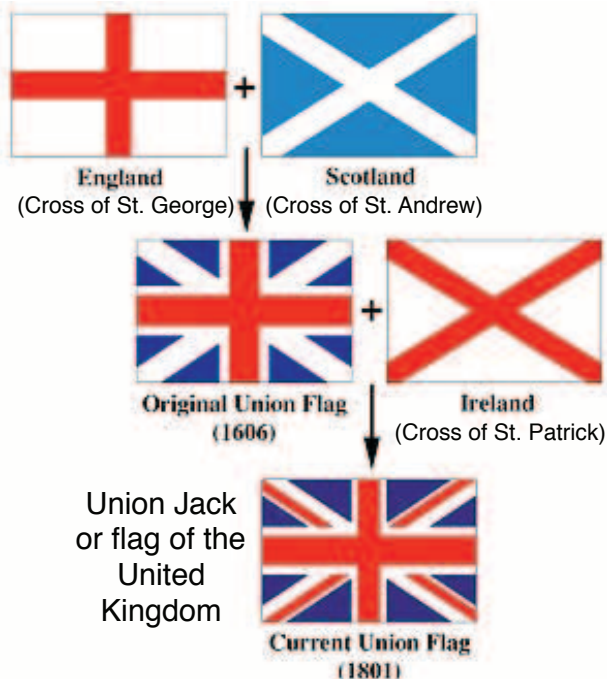 +
England
(Cross of St. George)
Scotland
(Cross of St. Andrew)
+
Original Union Flag
(1606)
Ireland
(Cross of St. Patrick)
Union Jack
or flag of the
United
Kingdom
Current Union Flag
(1801)